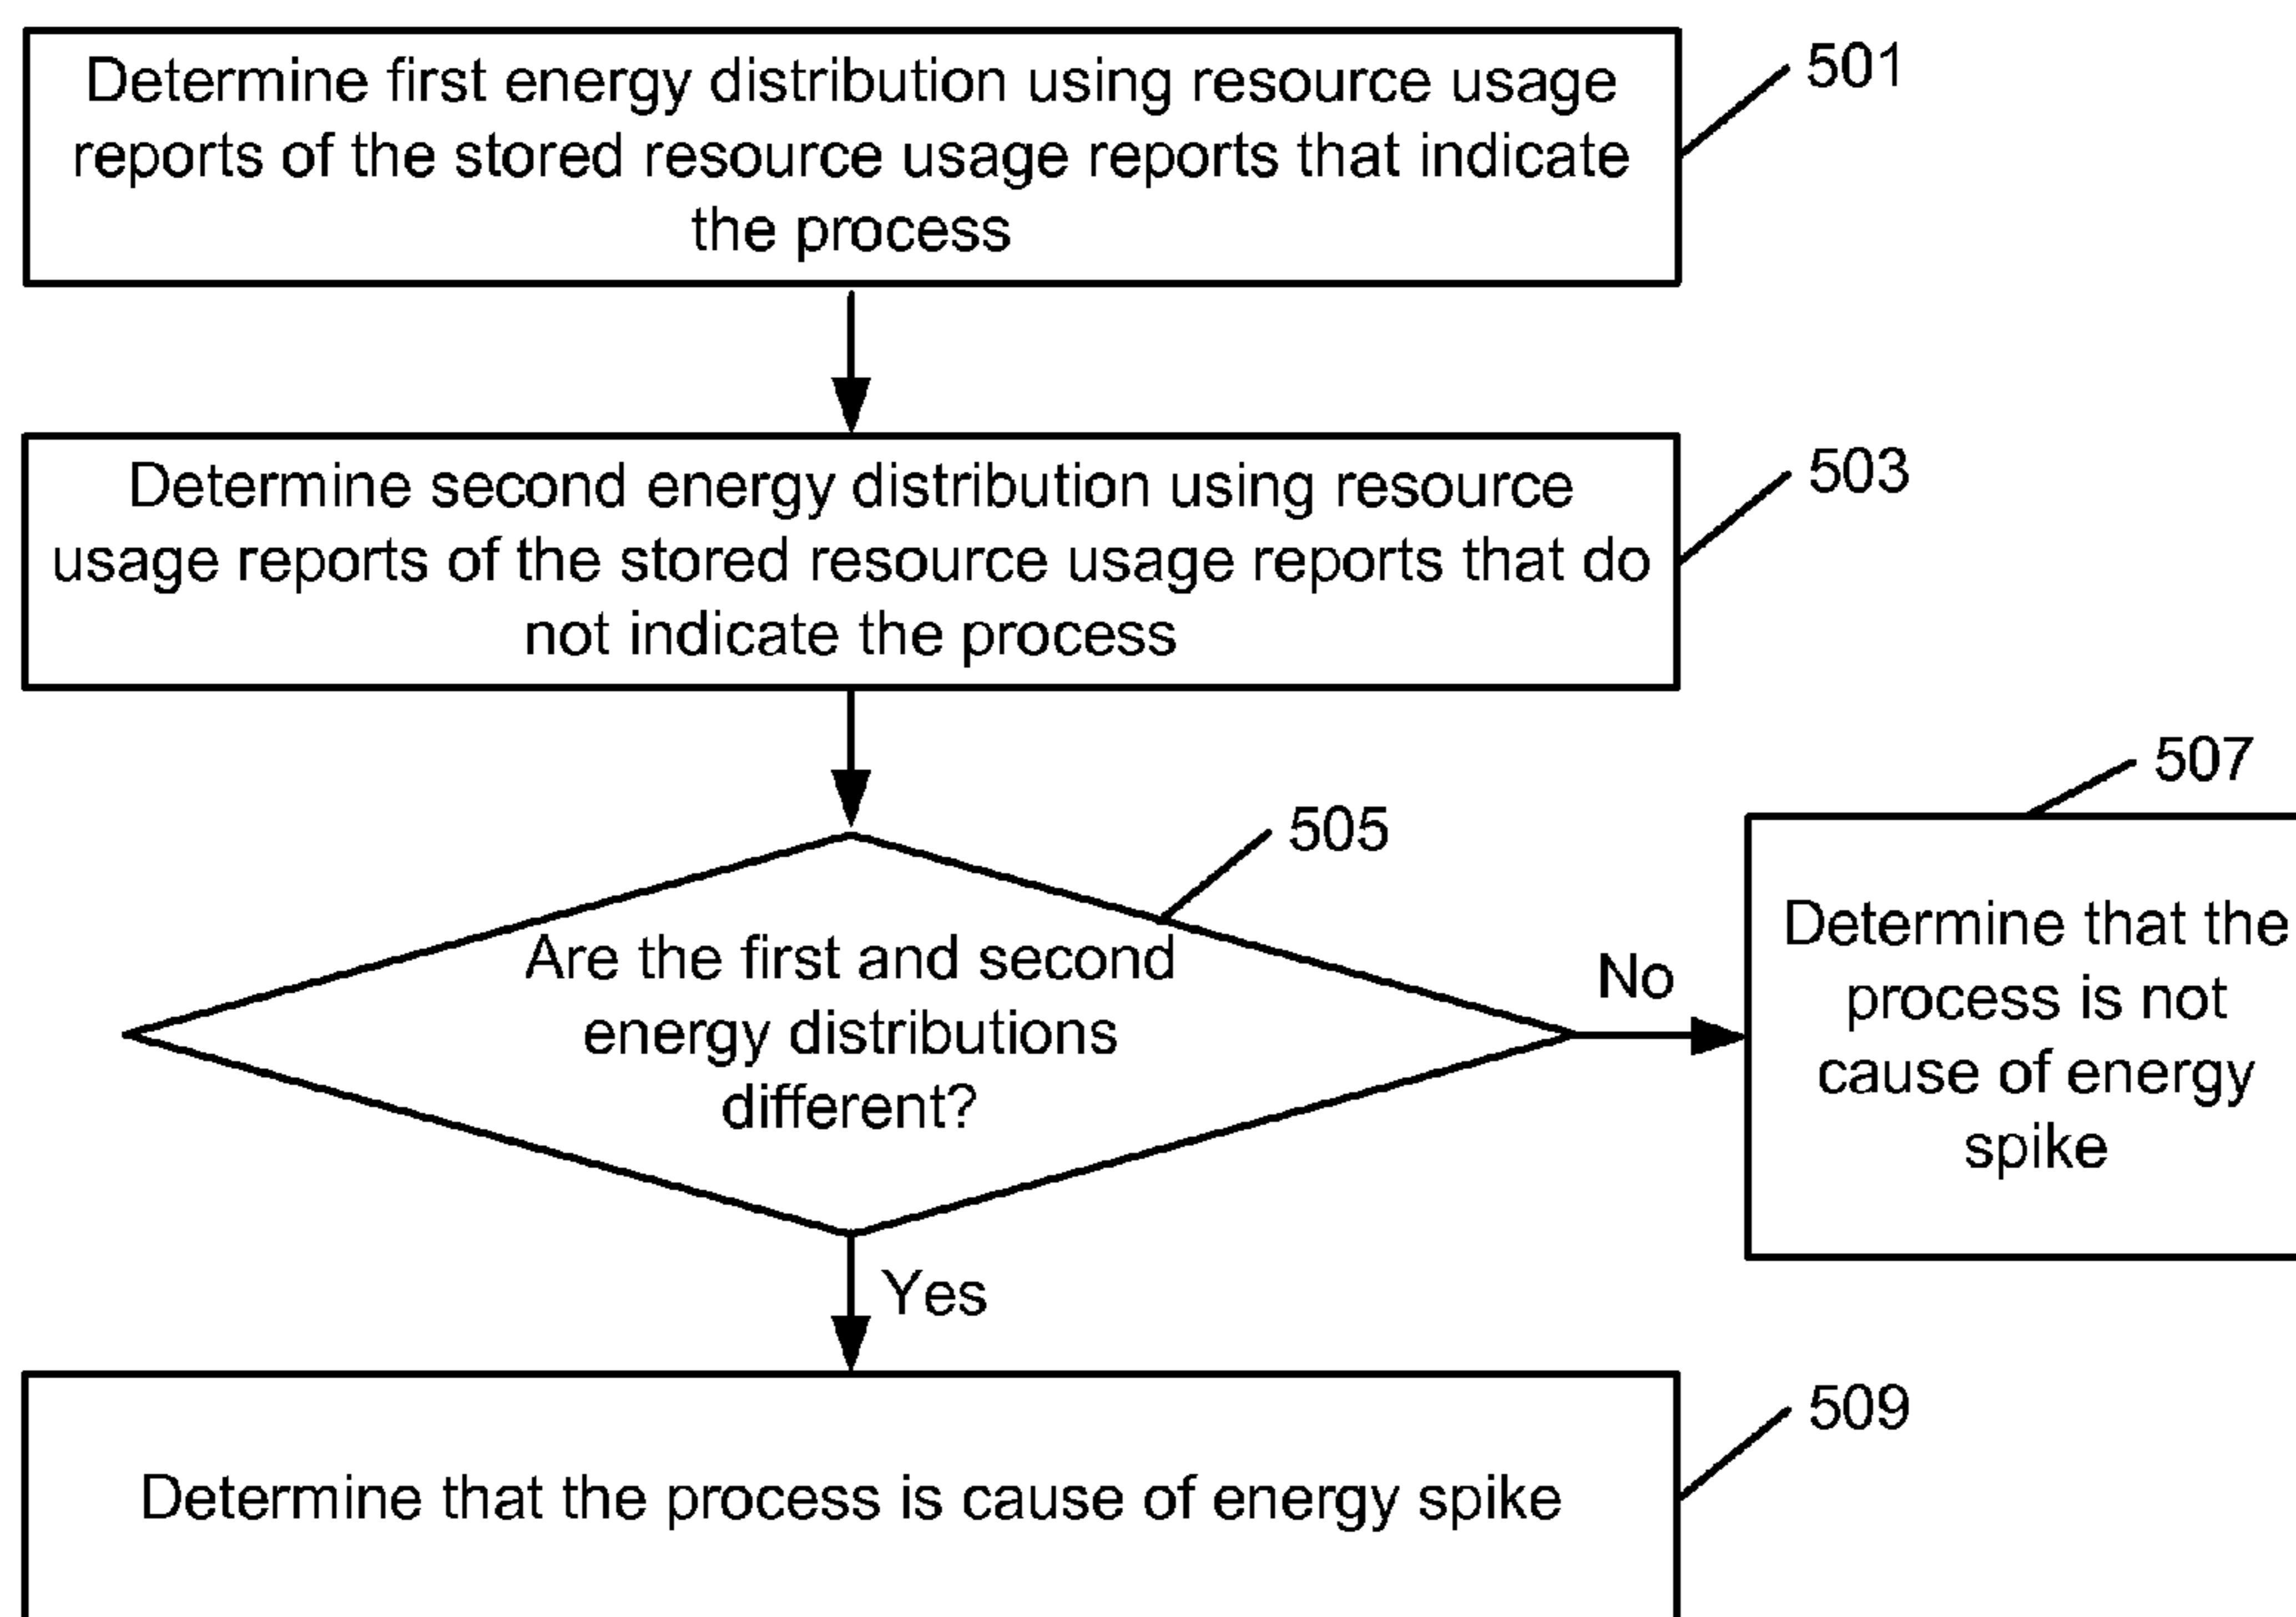 Determine first energy distribution using resource usage
reports of the stored resource usage reports that indicate
the process
501
Determine second energy distribution using resource
usage reports of the stored resource usage reports that do
not indicate the process
503
505
Are the first and second
energy distributions
different?
No
507
Determine that the
process is not
cause of energy
spike
Yes
509
Determine that the process is cause of energy spike